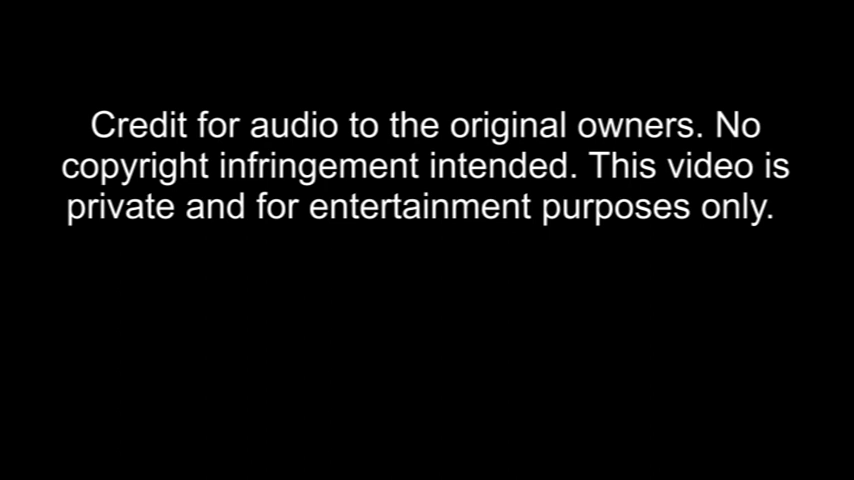 Credit for audio to the original owners. No
copyright infringement intended. This video is
private and for entertainment purposes only.